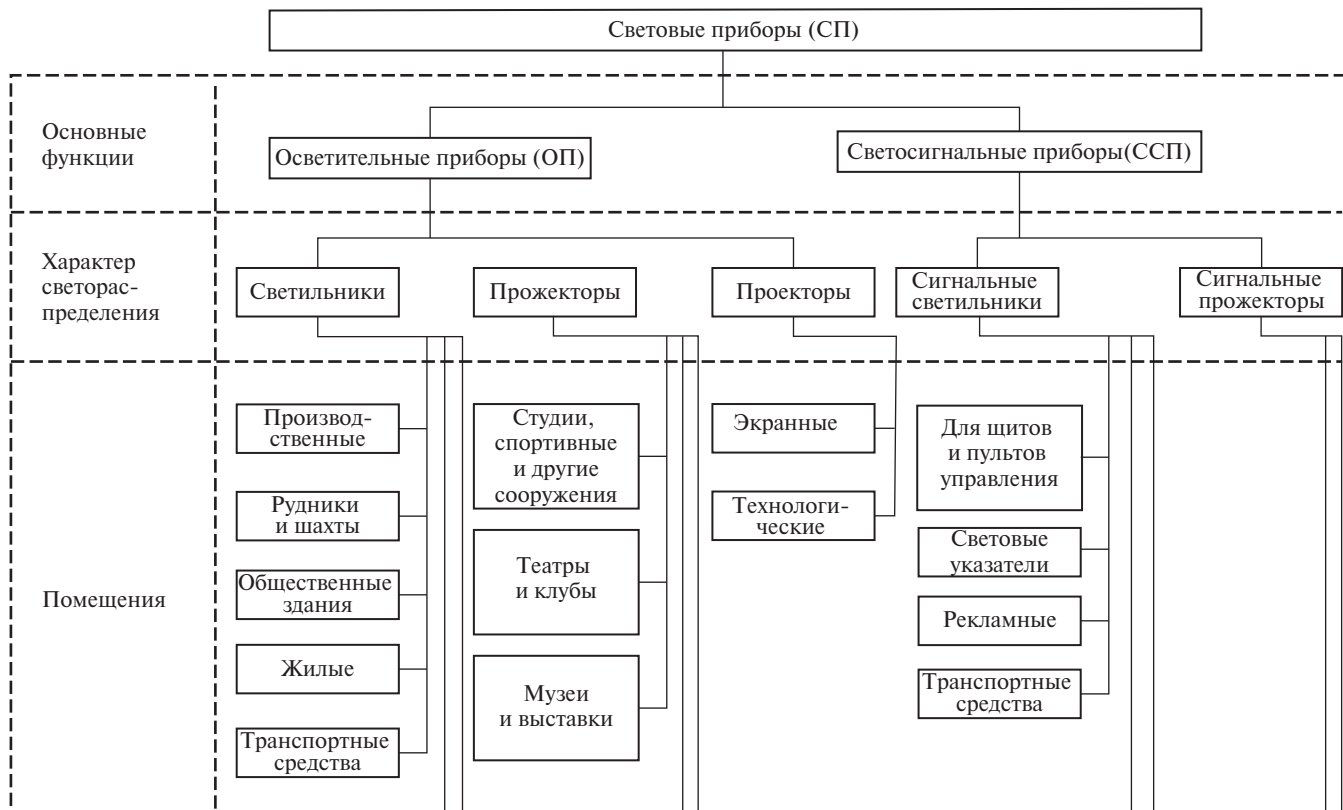 Световые приборы (СП)
Основные
функции
Осветительные приборы (ОП)
Светосигнальные приборы(ССП)
Характер
светорас-
пределения
Светильники
Прожекторы
Проекторы
Сигнальные
светильники
Сигнальные
прожекторы
Помещения
Производ-
ственные
Рудники
и шахты
Общественные
здания
Жилые
Транспортные
средства
Студии,
спортивные
и другие
сооружения
Театры
и клубы
Музеи
и выставки
Экранные
Технологи-
ческие
Для щитов
и пультов
управления
Световые
указатели
Рекламные
Транспортные
средства